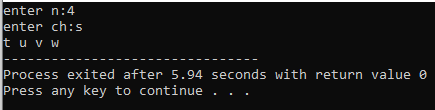 enter n:4
enter ch:s
t u v w
--------------------------------
Process exited after 5.94 seconds with return value 0
Press any key to continue . . .